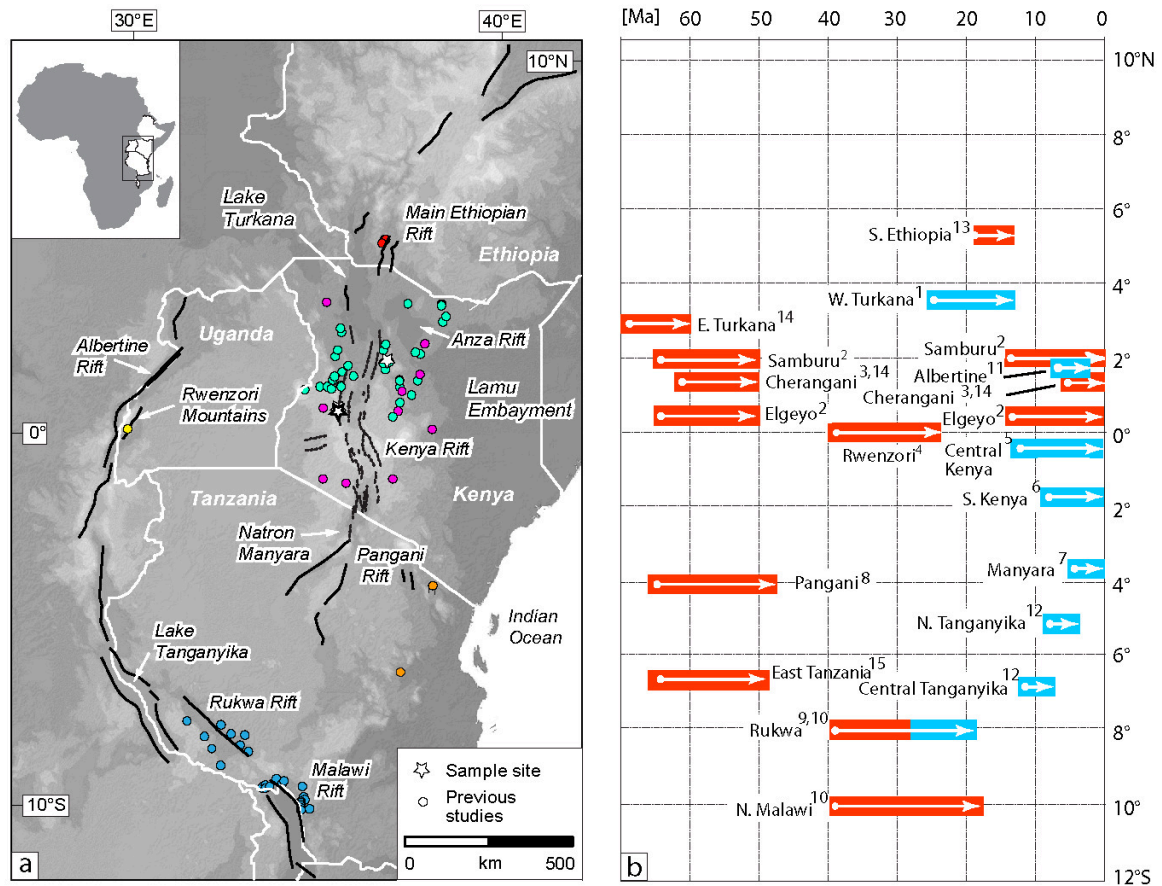 30°E
40°E
10°N
Lake
Turkana
Main Ethiopian
Rift
Ethiopia
Uganda
Anza Rift
Albertine
Rift
Rwenzori
Mountains
Lamu
Embayment
0°
Kenya Rift
Tanzania
Kenya
Natron
Manyara
Pangani
Rift
Indian
Ocean
Lake
Tanganyika
Rukwa Rift
Malawi
Rift
10°S
Sample site
Previous
studies
0 km 500
a
[Ma] 60 50 40 30 20 10 0
10°N
8°
6°
S. Ethiopia13
4°
W. Turkana1
E. Turkana14
Samburu2
Samburu2
2°
Albertine11
Cherangani3,14
Cherangani3,14
Elgeyo2
Elgeyo2
0°
Rwenzori4
Central5
Kenya
S. Kenya6
2°
Manyara7
Pangani8
4°
N. Tanganyika12
6°
East Tanzania15
Central Tanganyika12
Rukwa9,10
8°
N. Malawi10
10°
12°S
b